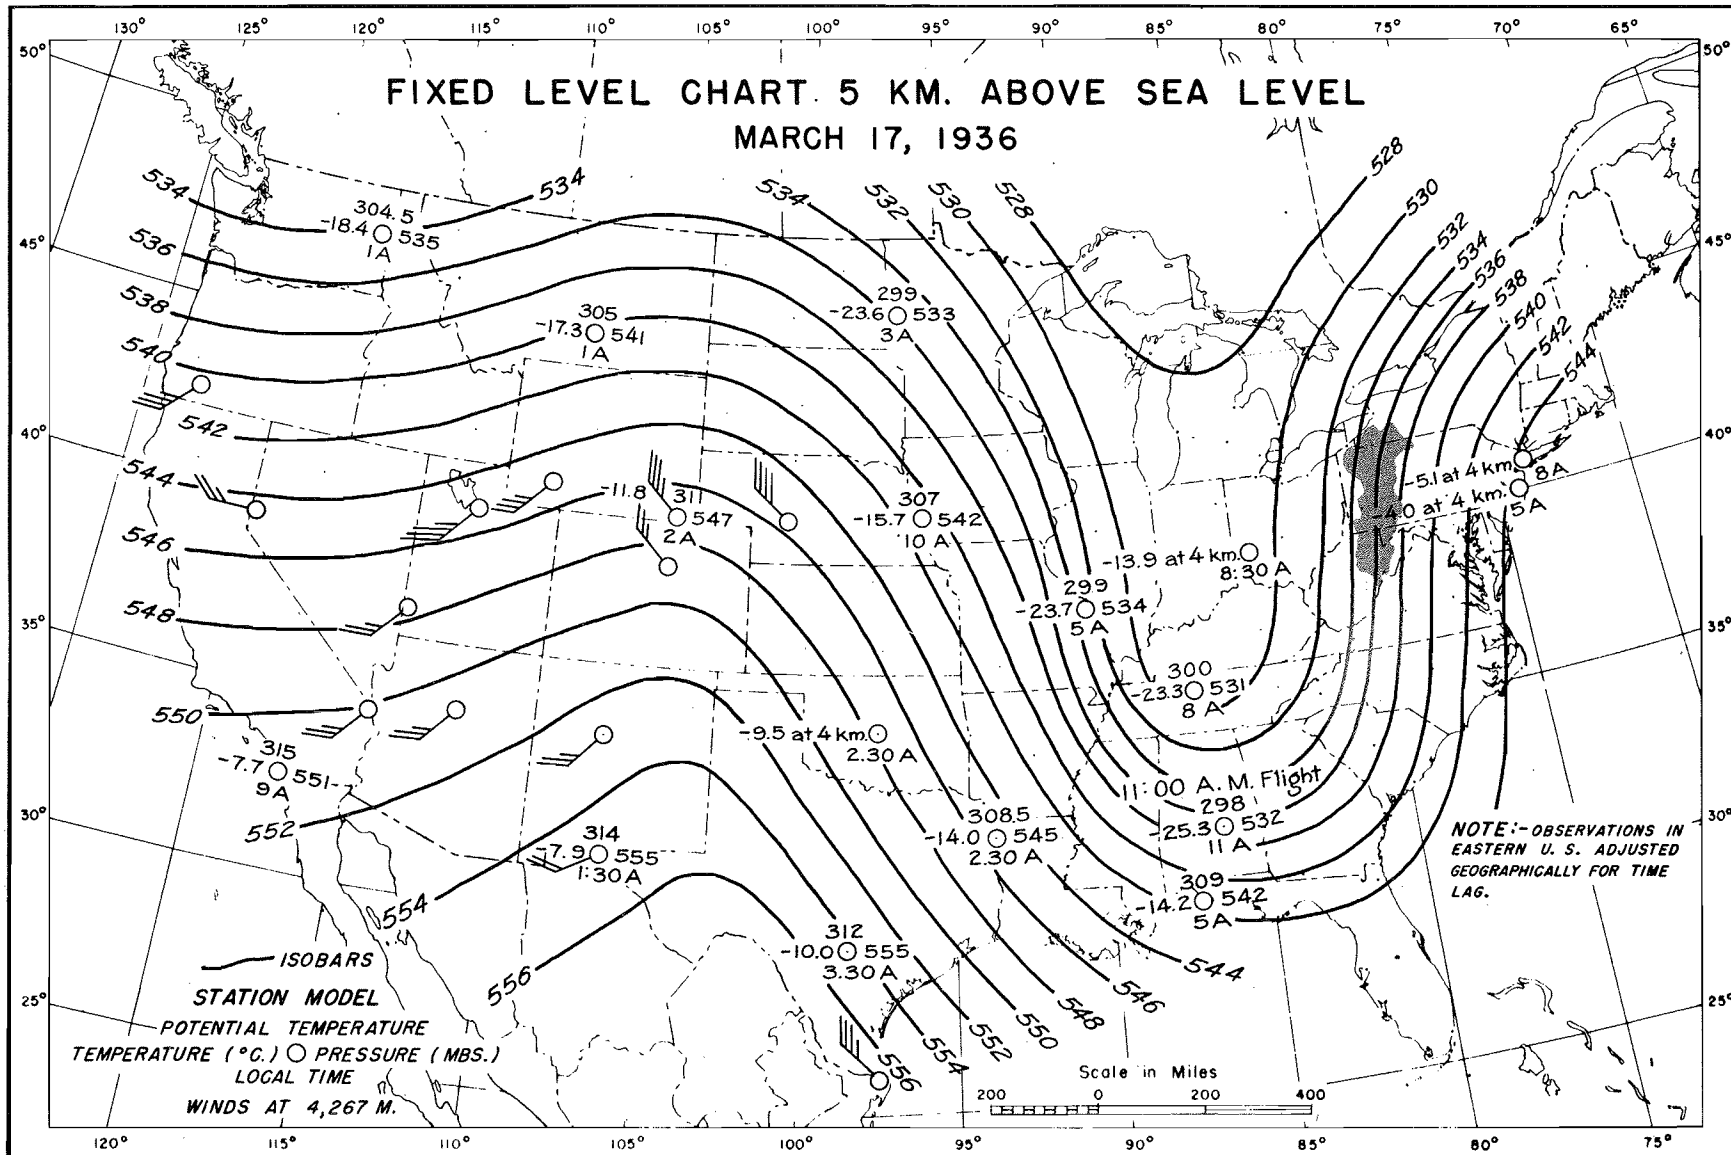 130° 125° 120° 115° 110° 105° 100° 95° 90° 85° 80° 75° 70° 65°
50° 50°
FIXED LEVEL CHART. 5 KM. ABOVE SEA LEVEL
MARCH 17, 1936
528
534 534 534 532 530 528 530
304.5
-18.4 535
1A
45° 45°
536 532
534
536
538 538
540
542
544
299
-23.6 533
3A
305
-17.3 541
1A
540
542
40° 40°
544
-5.1 at 4 km.
8A
-4.0 at 4 km.
5A
-11.8 311
547
2A
307
-15.7 542
10A
546
-13.9 at 4 km.
8:30 A
299
-23.7 534
5A
548
35° 35°
300
-23.3 531
8A
550
-9.5 at 4 km.
2.30 A
315
-7.7 551
9A
11:00 A.M. Flight
298
-25.3 532
11A
30° 30°
552
314
-7.9 555
1:30A
308.5
-14.0 545
2.30 A
NOTE:- OBSERVATIONS IN
EASTERN U. S. ADJUSTED
GEOGRAPHICALLY FOR TIME
LAG.
309
-14.2 542
5A
554
312
-10.0 555
3.30A
544
546
548
550
552
554
556
556
ISOBARS
STATION MODEL
POTENTIAL TEMPERATURE
TEMPERATURE (°C.) PRESSURE (MBS.)
LOCAL TIME
WINDS AT 4,267 M.
25° 25°
Scale in Miles
200 0 200 400
120° 115° 110° 105° 100° 95° 90° 85° 80° 75°